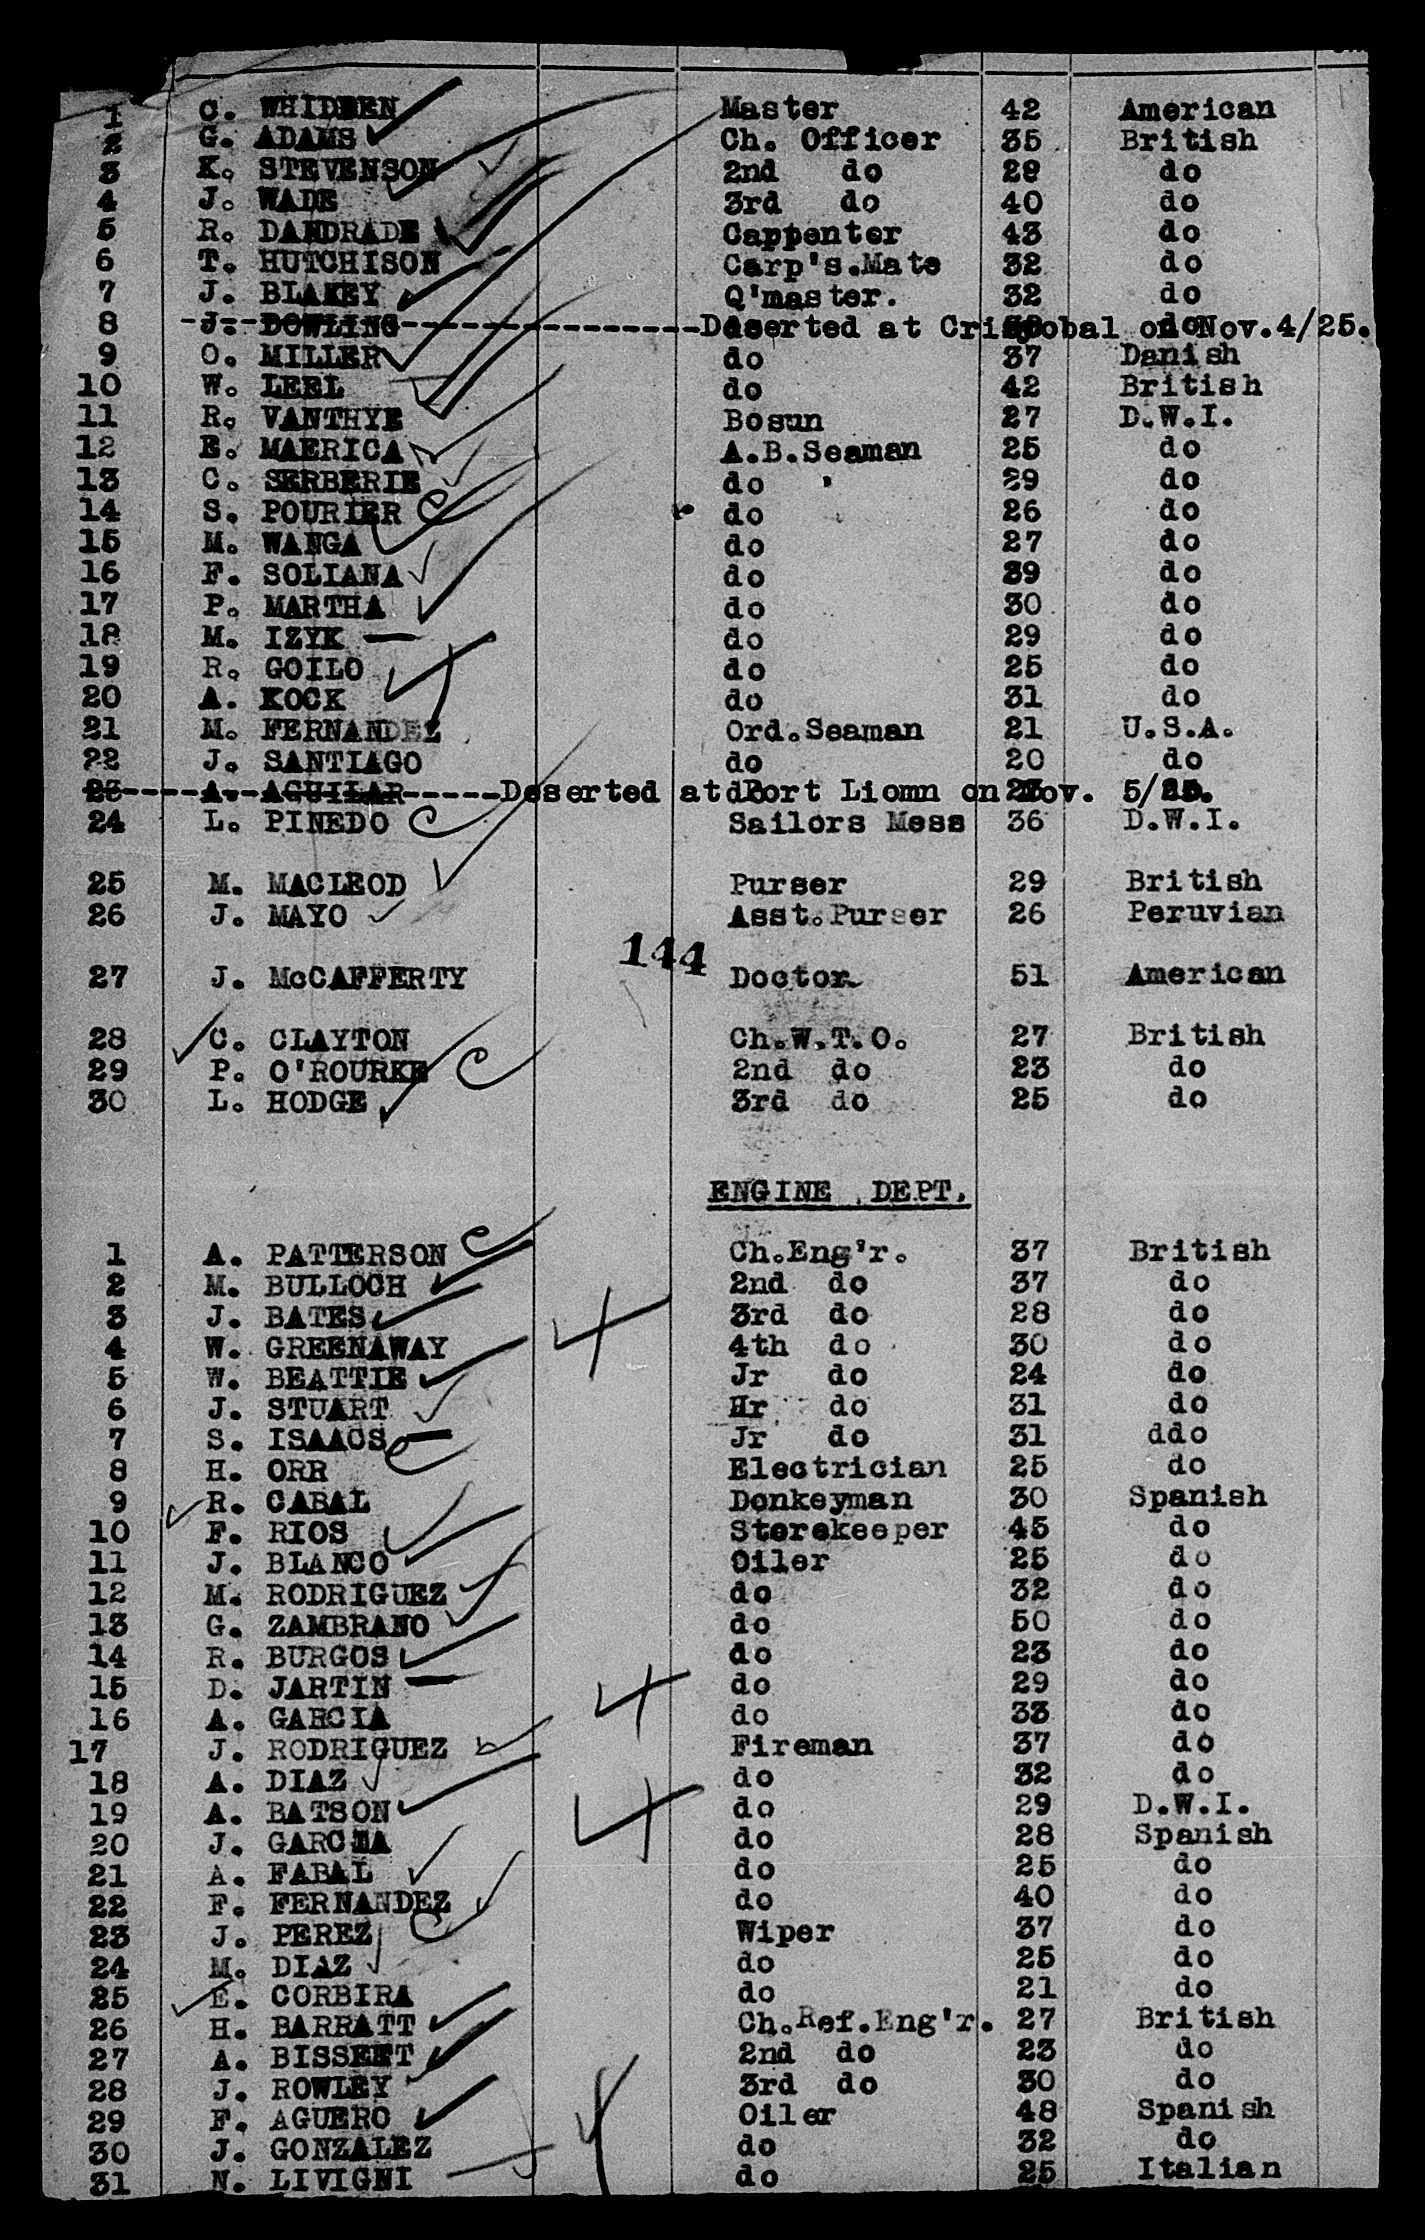 1 C. WHIDDEN Master 42 American
2 G. ADAMS Ch. Officer 35 British
3 K. STEVENSON 2nd do 28 do
4 J. WADE 3rd do 40 do
5 R. DANDRADE Cappenter 43 do
6 T. HUTCHISON Carp's.Mate 32 do
7 J. BLAKEY Q'master. 32 do
8 J. DOWLING Deserted at Cristobal on Nov.4/25.
9 O. MILLER do 37 Danish
10 W. LEEL do 42 British
11 R. VANTHYE Bosun 27 D.W.I.
12 E. MAERICA A.B.Seaman 25 do
13 C. SERBERIE do 29 do
14 S. POURIER do 26 do
15 M. WANGA do 27 do
16 F. SOLIANA do 39 do
17 P. MARTHA do 30 do
18 M. IZYK do 29 do
19 R. GOILO do 25 do
20 A. KOCK do 31 do
21 M. FERNANDEZ Ord.Seaman 21 U.S.A.
22 J. SANTIAGO do 20 do
23 A. AGUILAR Deserted at Port Liomn on Nov. 5/25.
24 L. PINEDO Sailors Mess 36 D.W.I.
25 M. MACLEOD Purser 29 British
26 J. MAYO Asst.Purser 26 Peruvian
144
27 J. McCAFFERTY Doctor 51 American
28 C. CLAYTON Ch.W.T.O. 27 British
29 P. O'ROURKE 2nd do 23 do
30 L. HODGE 3rd do 25 do
ENGINE DEPT.
1 A. PATTERSON Ch.Eng'r. 37 British
2 M. BULLOCH 2nd do 37 do
3 J. BATES 3rd do 28 do
4 W. GREENAWAY 4th do 30 do
5 W. BEATTIE Jr do 24 do
6 J. STUART Hr do 31 do
7 S. ISAACS Jr do 31 ddo
8 H. ORR Electrician 25 do
9 R. CABAL Donkeyman 30 Spanish
10 F. RIOS Storekeeper 45 do
11 J. BLANCO Oiler 25 do
12 M. RODRIGUEZ do 32 do
13 G. ZAMBRANO do 50 do
14 R. BURGOS do 23 do
15 D. JARTIN do 29 do
16 A. GARCIA do 33 do
17 J. RODRIGUEZ Fireman 37 do
18 A. DIAZ do 32 do
19 A. BATSON do 29 D.W.I.
20 J. GARCIA do 28 Spanish
21 A. FABAL do 25 do
22 F. FERNANDEZ do 40 do
23 J. PEREZ Wiper 37 do
24 M. DIAZ do 25 do
25 E. CORBIRA do 21 do
26 H. BARRATT Ch.Ref.Eng'r. 27 British
27 A. BISSETT 2nd do 23 do
28 J. ROWLEY 3rd do 30 do
29 F. AGUERO Oiler 48 Spanish
30 J. GONZALEZ do 32 do
31 N. LIVIGNI do 25 Italian